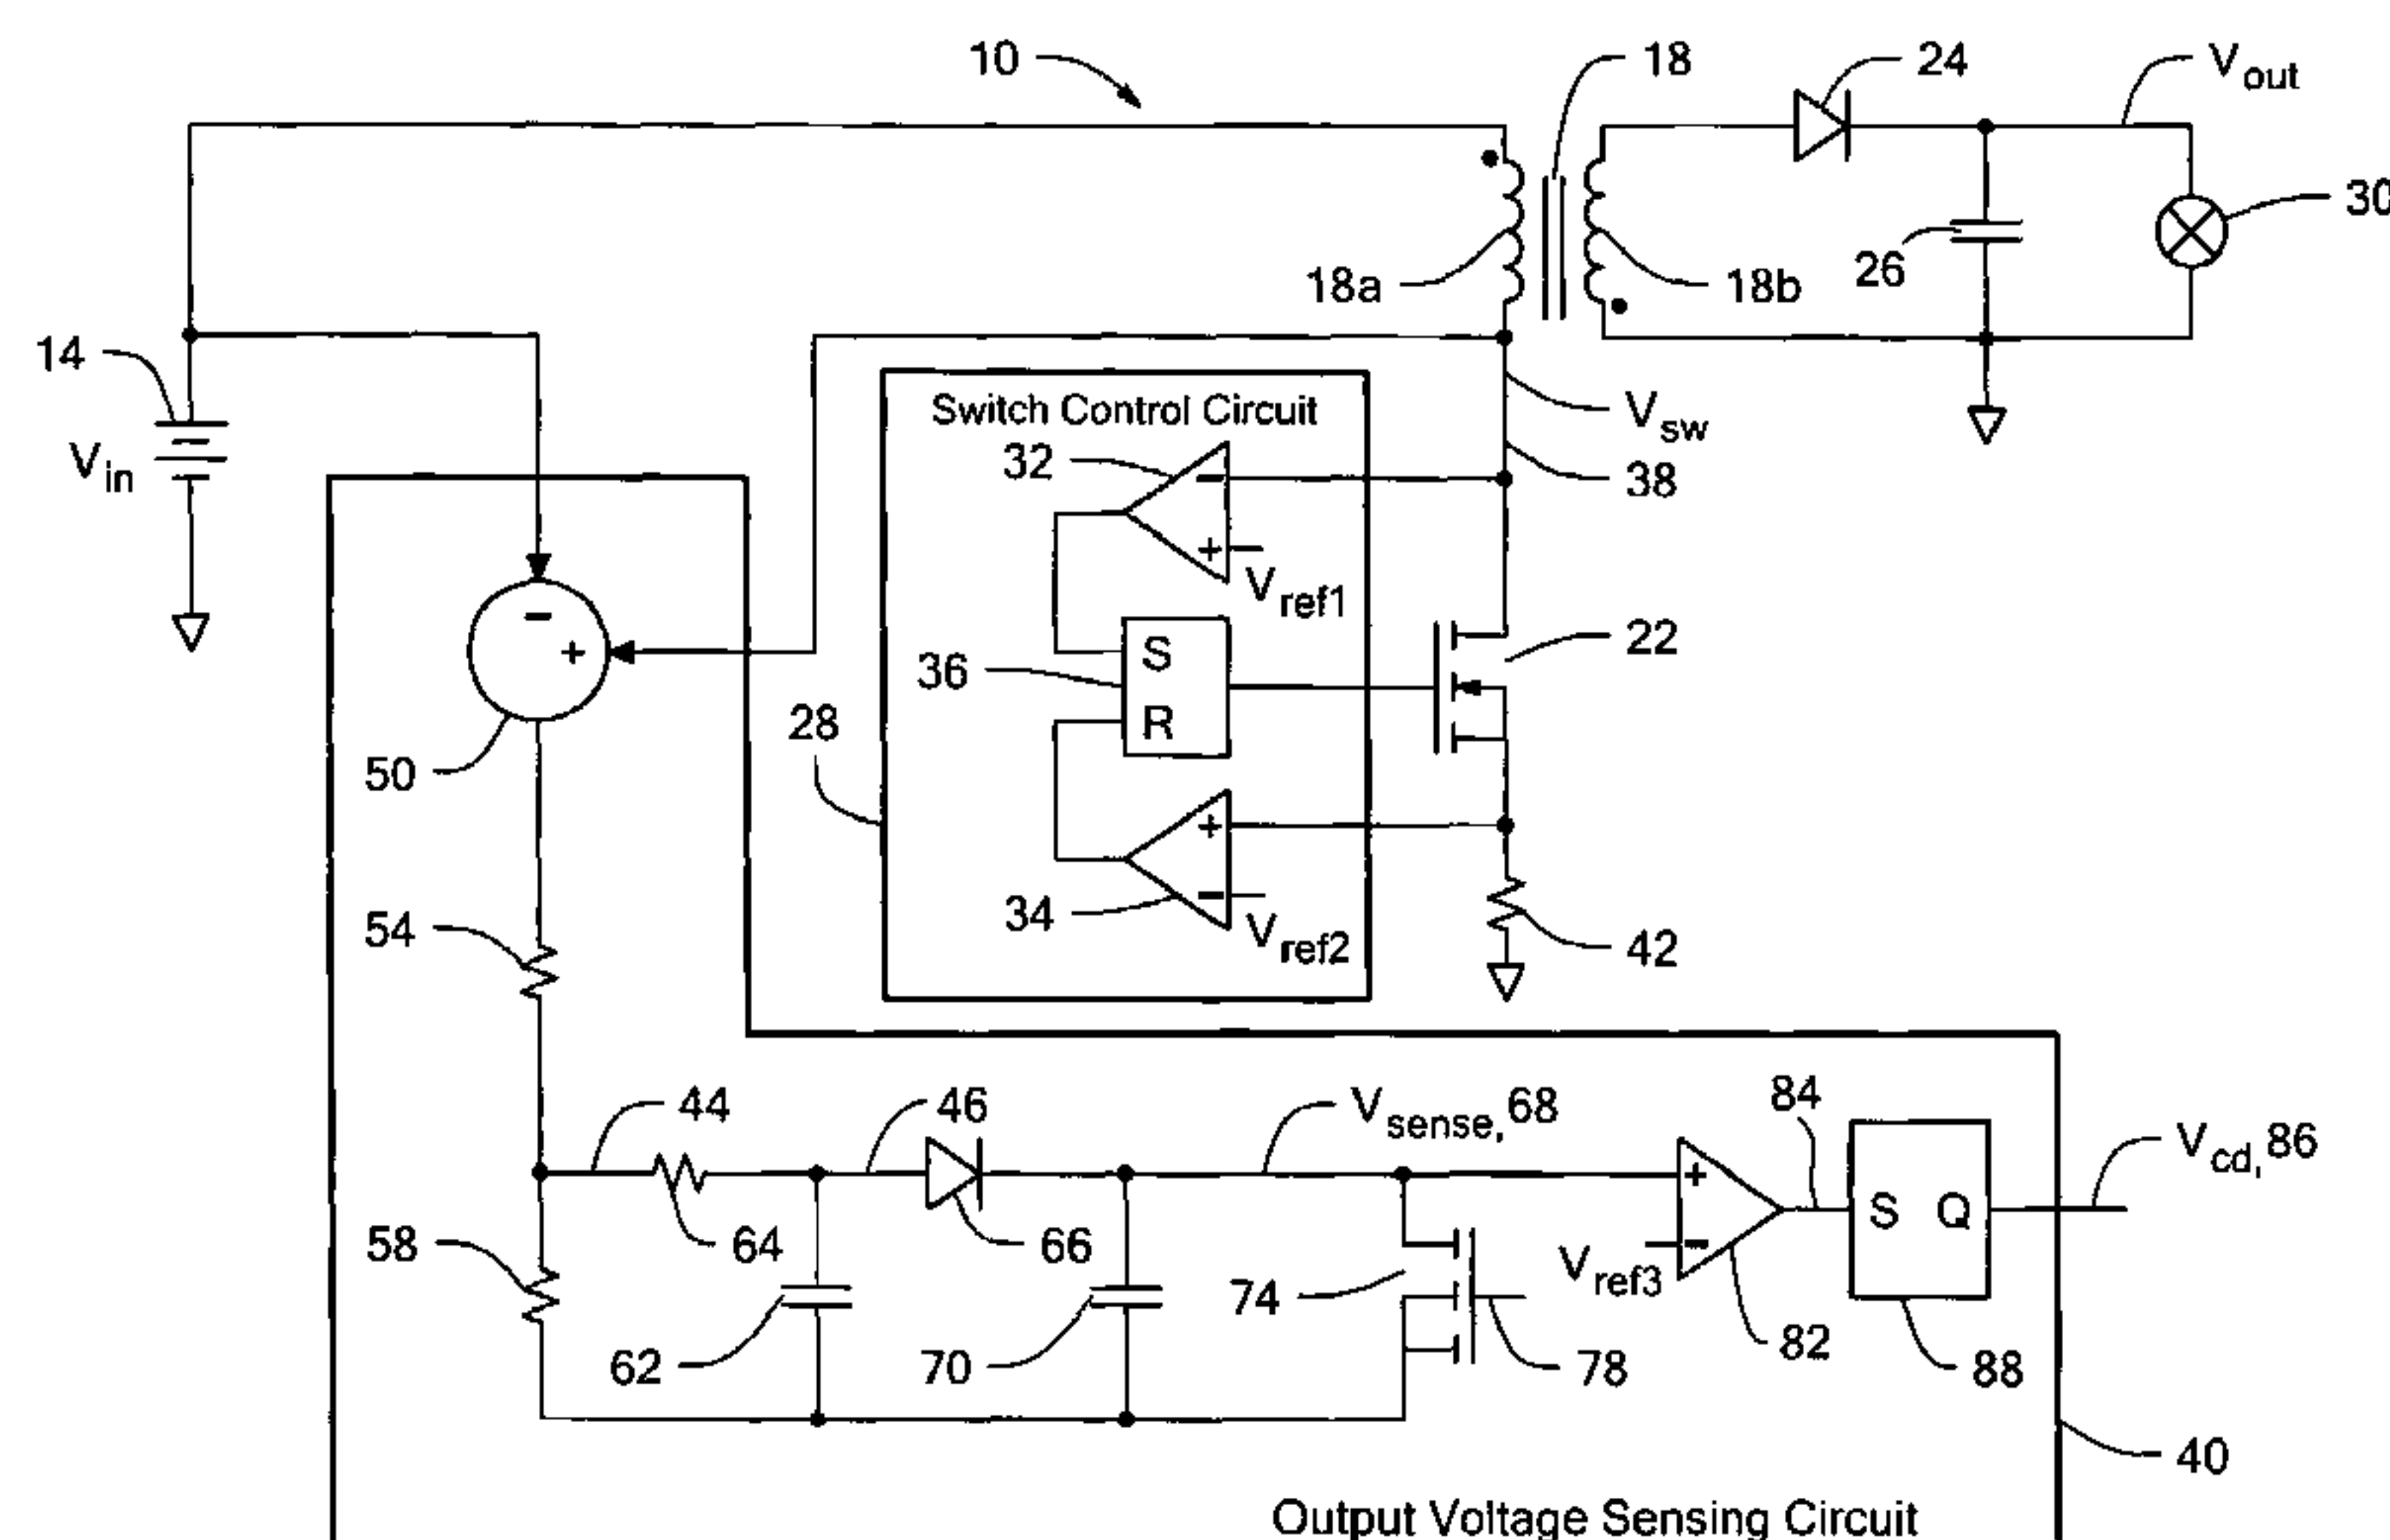 10
18
24
Vout
30
18a
18b
26
14
Vin
Switch Control Circuit
32
−
+
Vref1
Vsw
38
−
+
50
36
S
R
22
28
34
+
−
Vref2
42
54
44
46
Vsense, 68
84
Vcd, 86
58
64
66
+
−
Vref3
S Q
74
62
70
78
82
88
40
Output Voltage Sensing Circuit